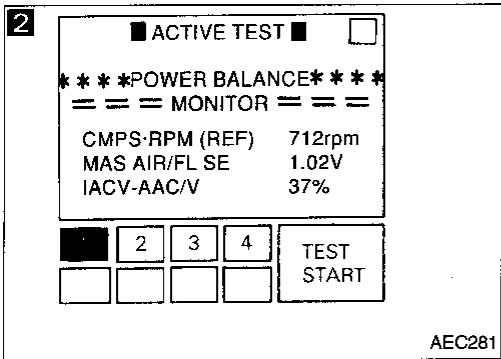 2
■ ACTIVE TEST ■
* * * *POWER BALANCE* * * *
= = = MONITOR = = =
CMPS·RPM (REF) 712rpm
MAS AIR/FL SE 1.02V
IACV-AAC/V 37%
2 3 4 TEST START
AEC281